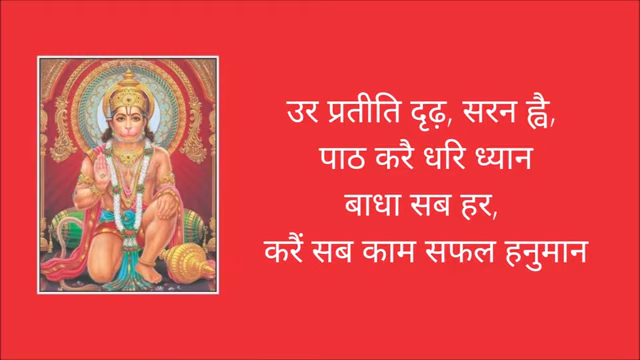 उर प्रतीति दृढ़, सरन ह्वै,
पाठ करै धरि ध्यान
बाधा सब हर,
करैं सब काम सफल हनुमान